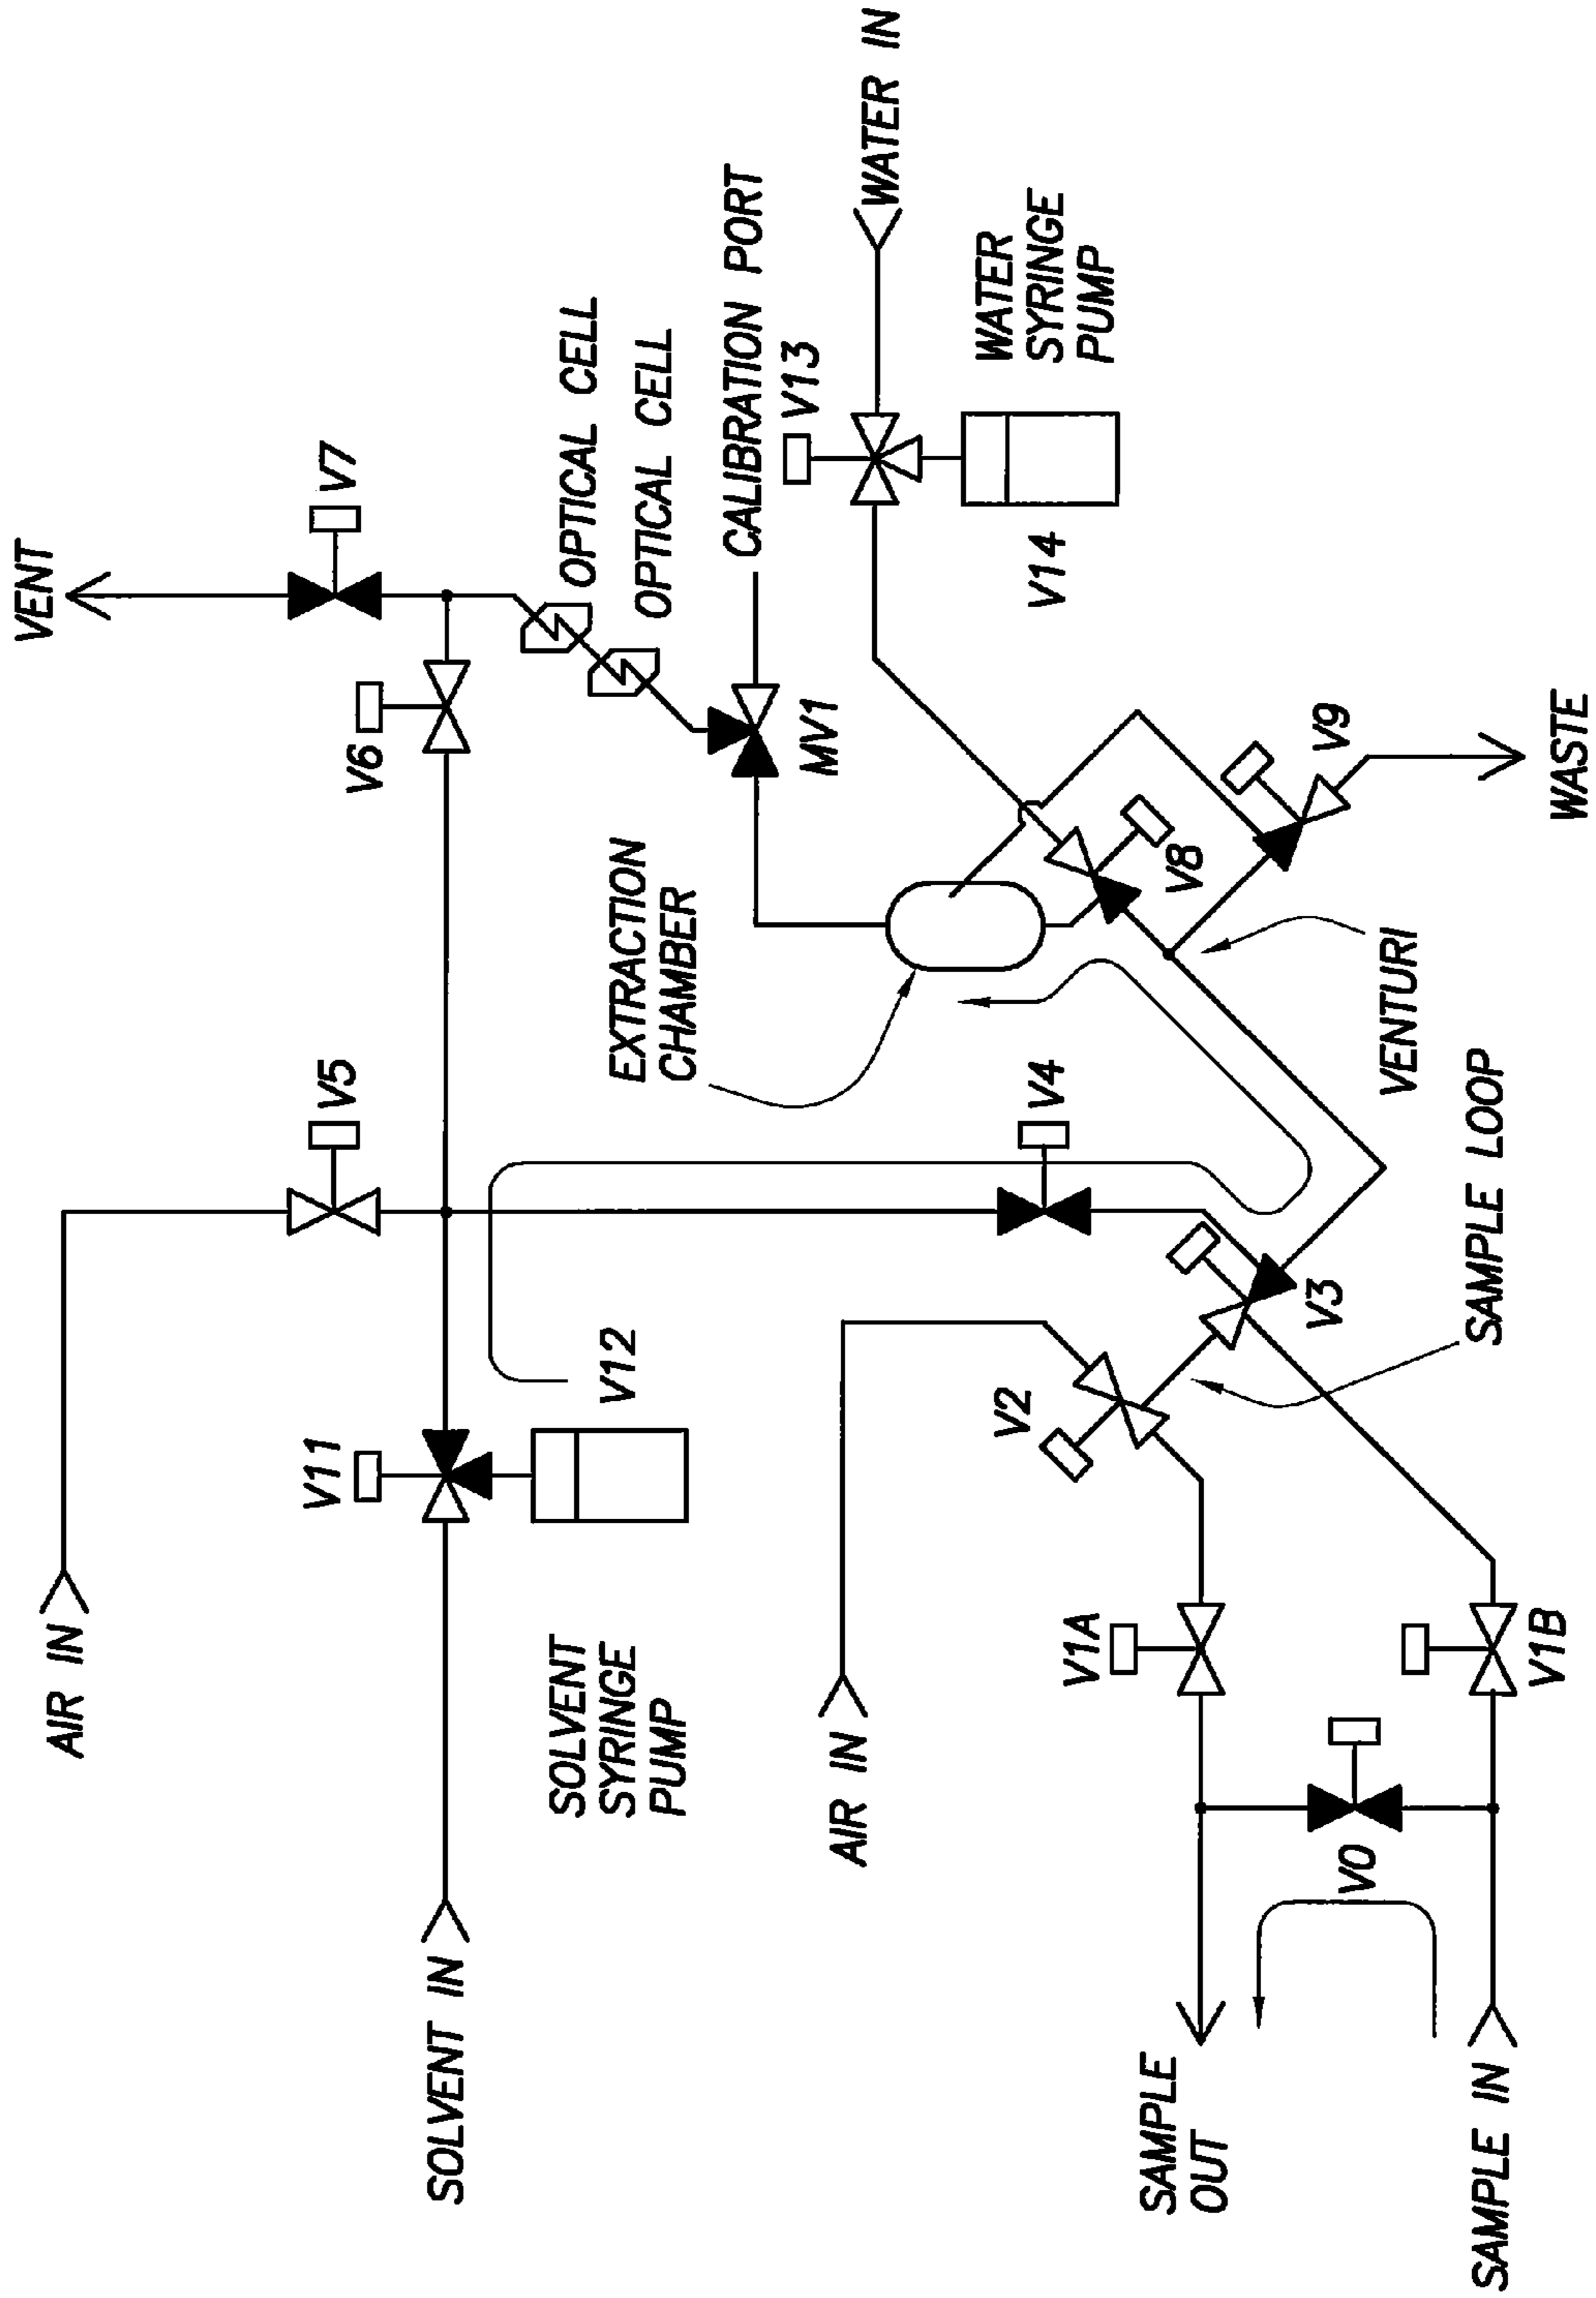 AIR IN
VENT
V7
V5
V6
V11
SOLVENT IN
OPTICAL CELL
OPTICAL CELL
SOLVENT
SYRINGE
PUMP
V12
EXTRACTION
CHAMBER
CALIBRATION PORT
MV1
V13
WATER IN
AIR IN
V4
V2
WATER
SYRINGE
PUMP
V14
V1A
V8
V9
SAMPLE
OUT
V0
V3
VENTURI
SAMPLE IN
V1B
SAMPLE LOOP
WASTE